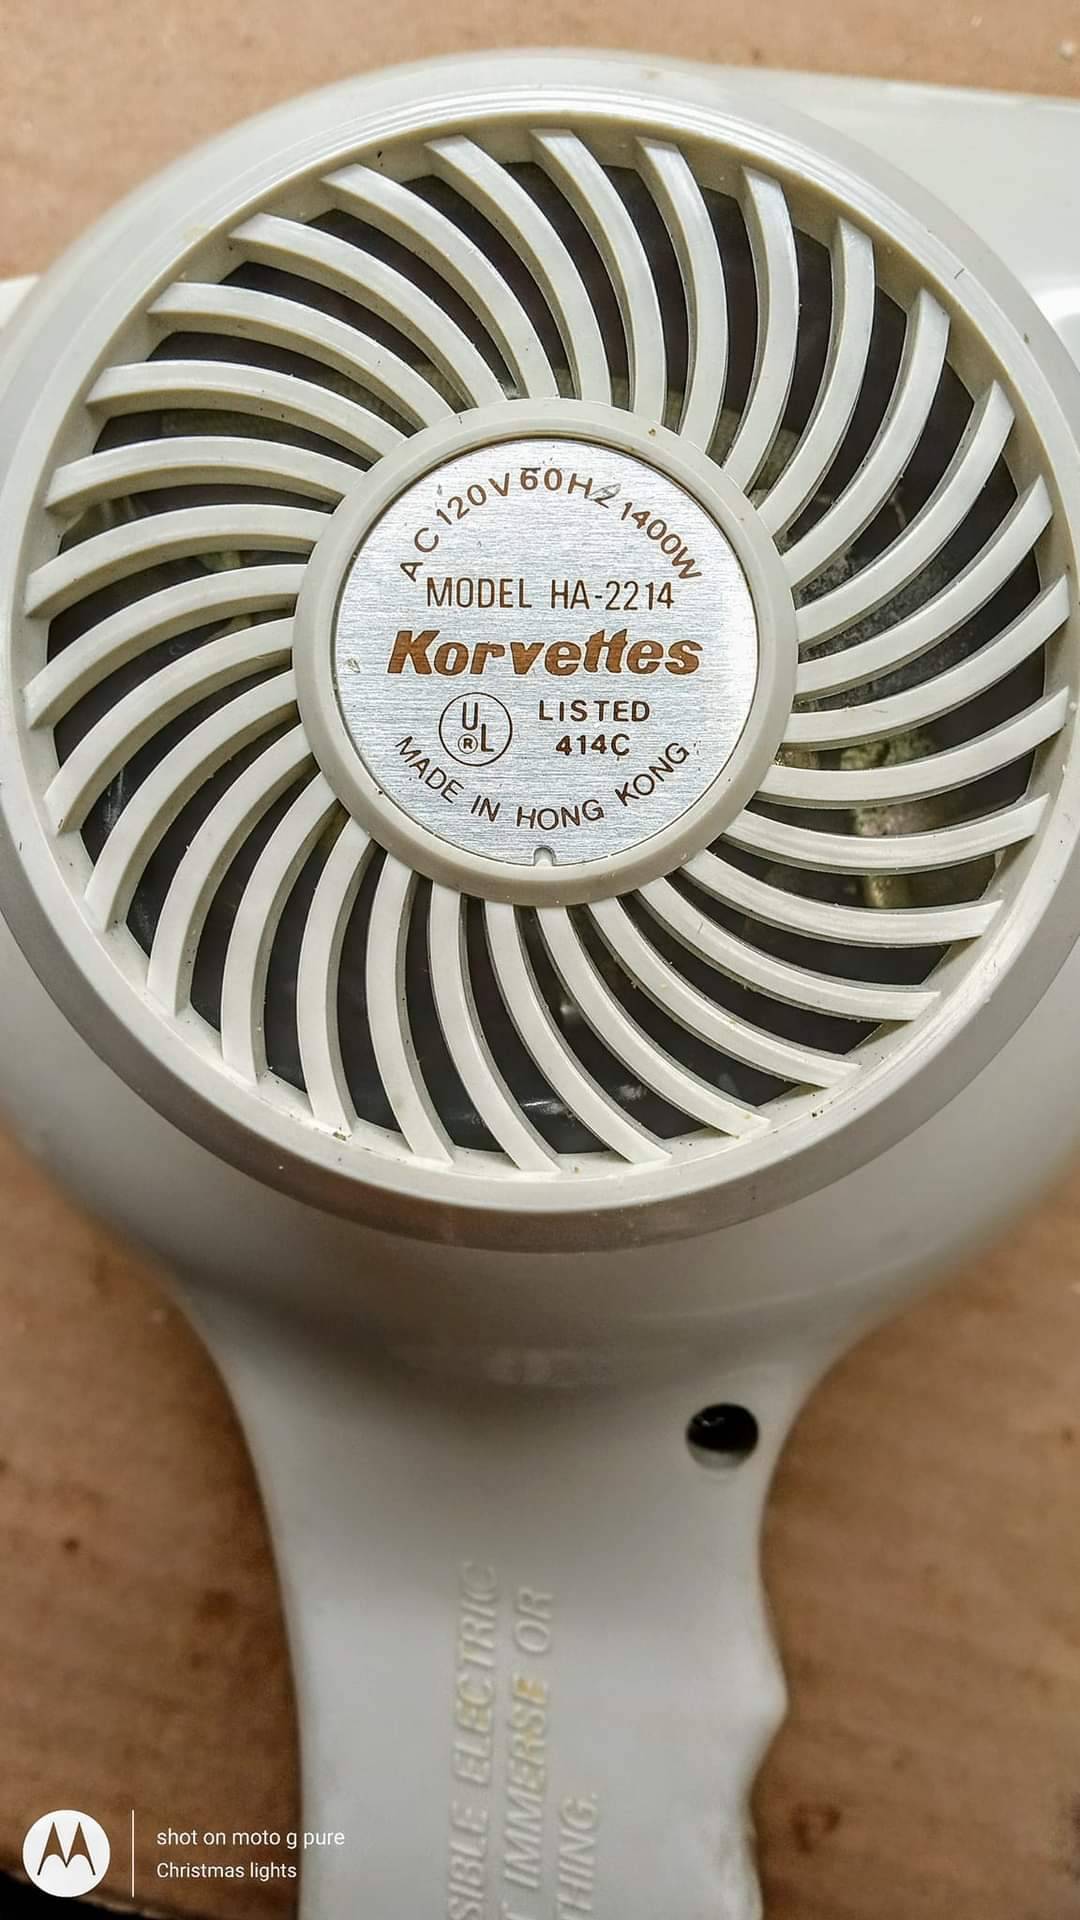 AC 120V 60HZ 1400W
MODEL HA-2214
Korvettes
UL LISTED
® 414C
MADE IN HONG KONG
SIBLE ELECTRIC
T IMMERSE OR
THING.
shot on moto g pure
Christmas lights